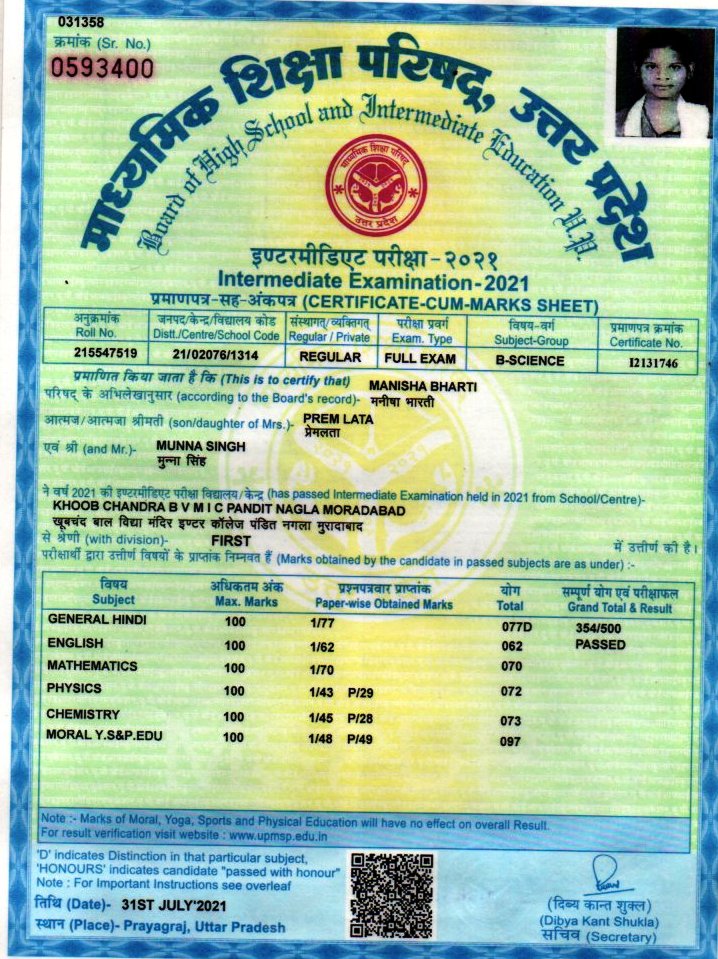 031358
क्रमांक (Sr. No.)
0593400
माध्यमिक शिक्षा परिषद्, उत्तर प्रदेश
Board of High School and Intermediate Education U.P.
माध्यमिक शिक्षा परिषद्
उत्तर प्रदेश
इण्टरमीडिएट परीक्षा - २०२१
Intermediate Examination - 2021
प्रमाणपत्र-सह-अंकपत्र (CERTIFICATE-CUM-MARKS SHEET)
अनुक्रमांक जनपद/केन्द्र/विद्यालय कोड संस्थागत्/व्यक्तिगत् परीक्षा प्रवर्ग विषय-वर्ग प्रमाणपत्र क्रमांक
Roll No. Distt./Centre/School Code Regular / Private Exam. Type Subject-Group Certificate No.
215547519 21/02076/1314 REGULAR FULL EXAM B-SCIENCE I2131746
प्रमाणित किया जाता है कि (This is to certify that) MANISHA BHARTI
परिषद् के अभिलेखानुसार (according to the Board's record)- मनीषा भारती
आत्मज/आत्मजा श्रीमती (son/daughter of Mrs.)- PREM LATA
प्रेमलता
एवं श्री (and Mr.)- MUNNA SINGH
मुन्ना सिंह
ने वर्ष 2021 की इण्टरमीडिएट परीक्षा विद्यालय/केन्द्र (has passed Intermediate Examination held in 2021 from School/Centre)-
KHOOB CHANDRA B V M I C PANDIT NAGLA MORADABAD
खूबचंद बाल विद्या मंदिर इण्टर कॉलेज पंडित नगला मुरादाबाद
से श्रेणी (with division)- FIRST में उत्तीर्ण की है।
परीक्षार्थी द्वारा उत्तीर्ण विषयों के प्राप्तांक निम्नवत हैं (Marks obtained by the candidate in passed subjects are as under) :-
विषय अधिकतम अंक प्रश्नपत्रवार प्राप्तांक योग सम्पूर्ण योग एवं परीक्षाफल
Subject Max. Marks Paper-wise Obtained Marks Total Grand Total & Result
GENERAL HINDI 100 1/77 077D 354/500
ENGLISH 100 1/62 062 PASSED
MATHEMATICS 100 1/70 070
PHYSICS 100 1/43 P/29 072
CHEMISTRY 100 1/45 P/28 073
MORAL Y.S&P.EDU 100 1/48 P/49 097
Note :- Marks of Moral, Yoga, Sports and Physical Education will have no effect on overall Result.
For result verification visit website : www.upmsp.edu.in
'D' indicates Distinction in that particular subject,
'HONOURS' indicates candidate "passed with honour"
Note : For Important Instructions see overleaf
तिथि (Date)- 31ST JULY'2021
स्थान (Place)- Prayagraj, Uttar Pradesh
(दिब्य कान्त शुक्ल)
(Dibya Kant Shukla)
सचिव (Secretary)